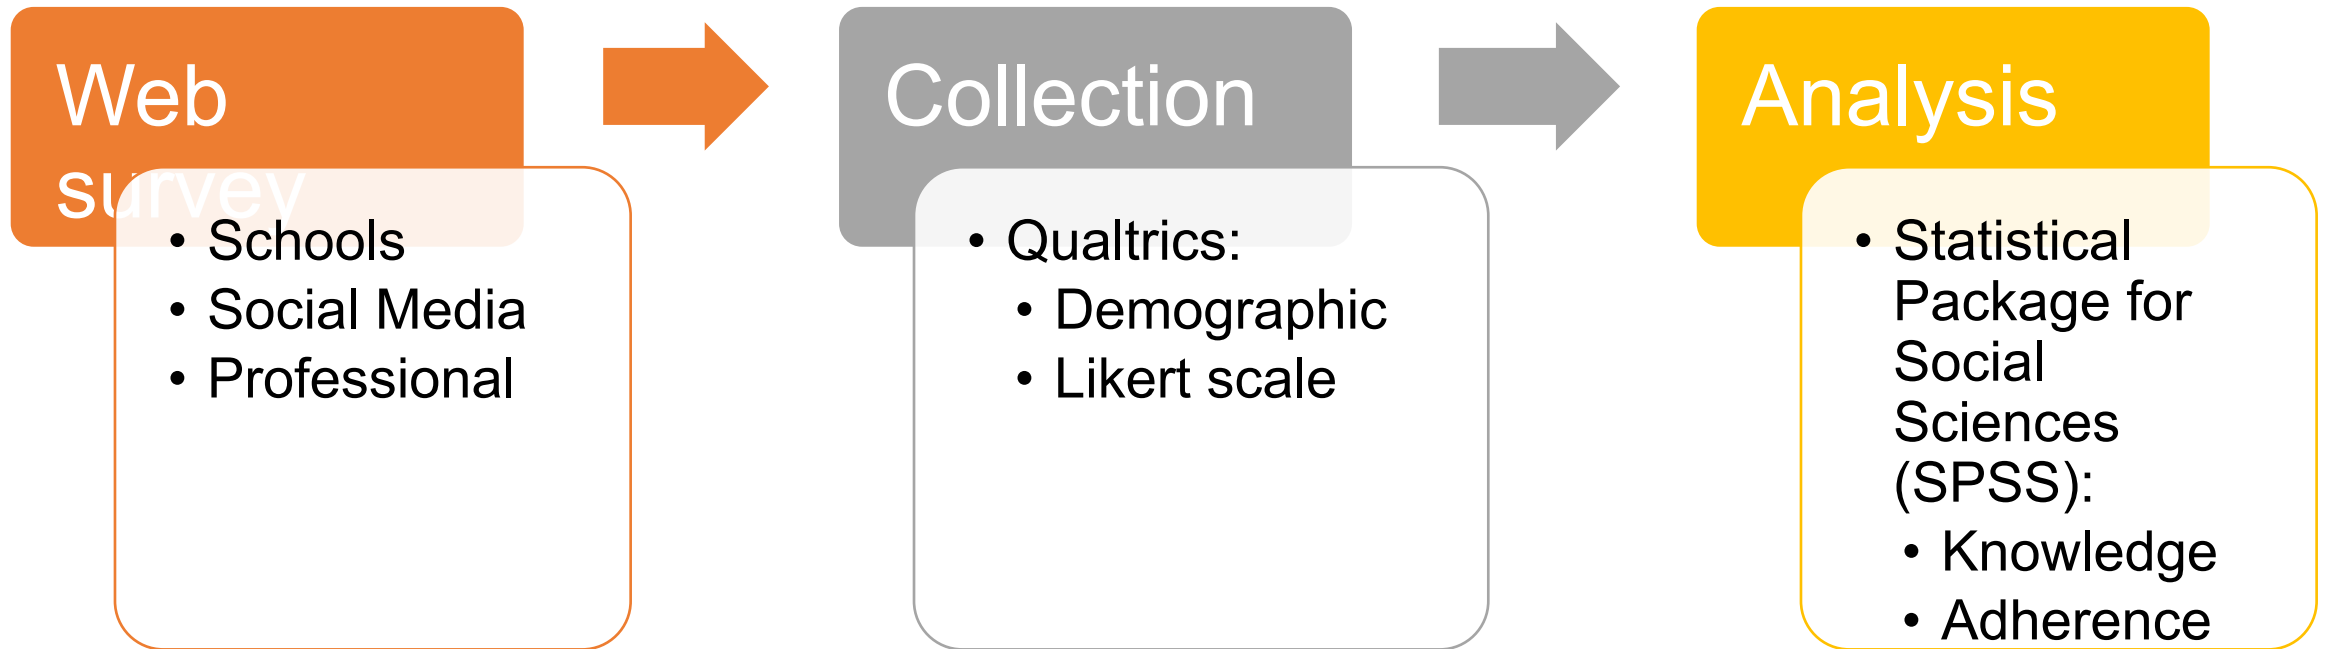 Web
survey
• Schools
• Social Media
• Professional
Collection
• Qualtrics:
• Demographic
• Likert scale
Analysis
• Statistical
Package for
Social
Sciences
(SPSS):
• Knowledge
• Adherence